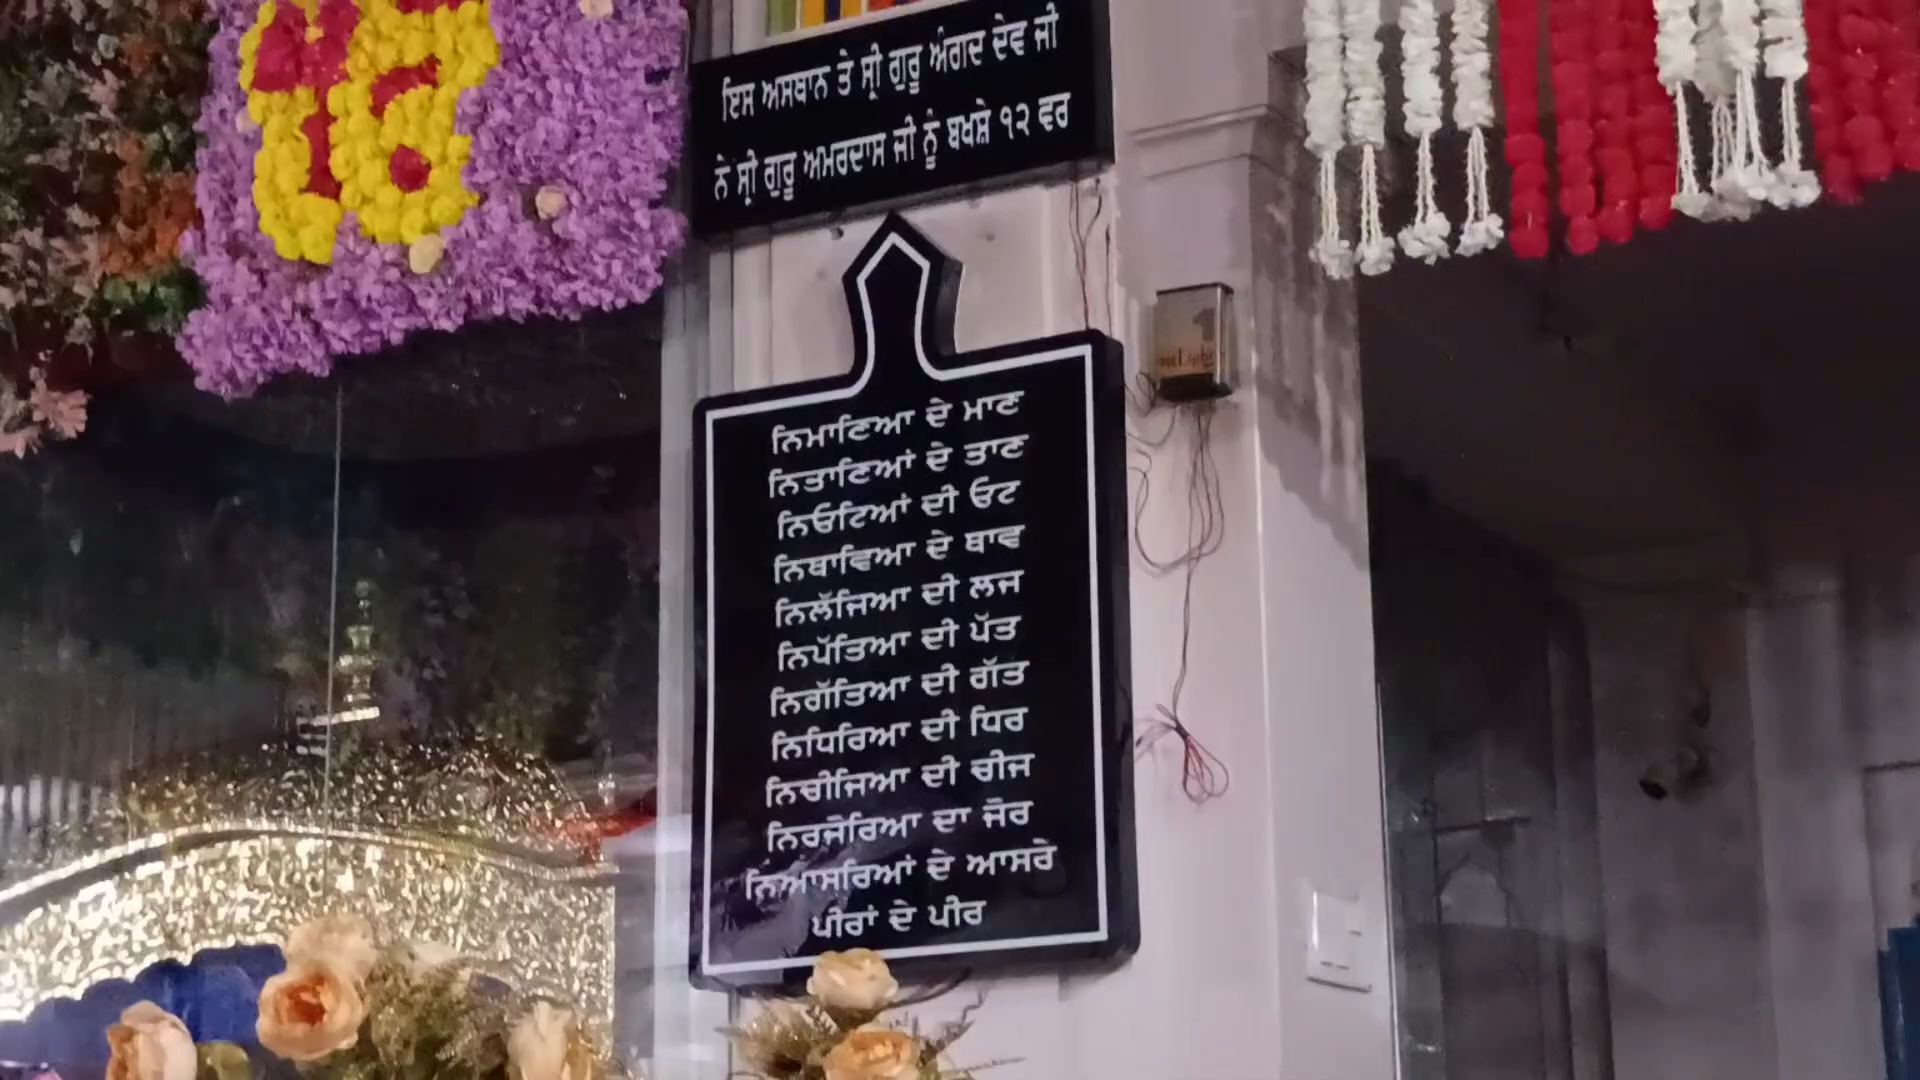 ਇਸ ਅਸਥਾਨ ਤੇ ਸ੍ਰੀ ਗੁਰੂ ਅੰਗਦ ਦੇਵ ਜੀ
ਨੇ ਸ੍ਰੀ ਗੁਰੂ ਅਮਰਦਾਸ ਜੀ ਨੂੰ ਬਖਸ਼ੇ ੧੨ ਵਰ
ਨਿਮਾਣਿਆ ਦੇ ਮਾਣ
ਨਿਤਾਣਿਆਂ ਦੇ ਤਾਣ
ਨਿਓਟਿਆਂ ਦੀ ਓਟ
ਨਿਥਾਵਿਆ ਦੇ ਥਾਵ
ਨਿਲੱਜਿਆ ਦੀ ਲਜ
ਨਿਪੱਤਿਆ ਦੀ ਪੱਤ
ਨਿਗੱਤਿਆ ਦੀ ਗੱਤ
ਨਿਧਿਰਿਆ ਦੀ ਧਿਰ
ਨਿਚੀਜਿਆ ਦੀ ਚੀਜ
ਨਿਰਜੋਰਿਆ ਦਾ ਜੋਰ
ਨਿਆਸਰਿਆਂ ਦੇ ਆਸਰੇ
ਪੀਰਾਂ ਦੇ ਪੀਰ